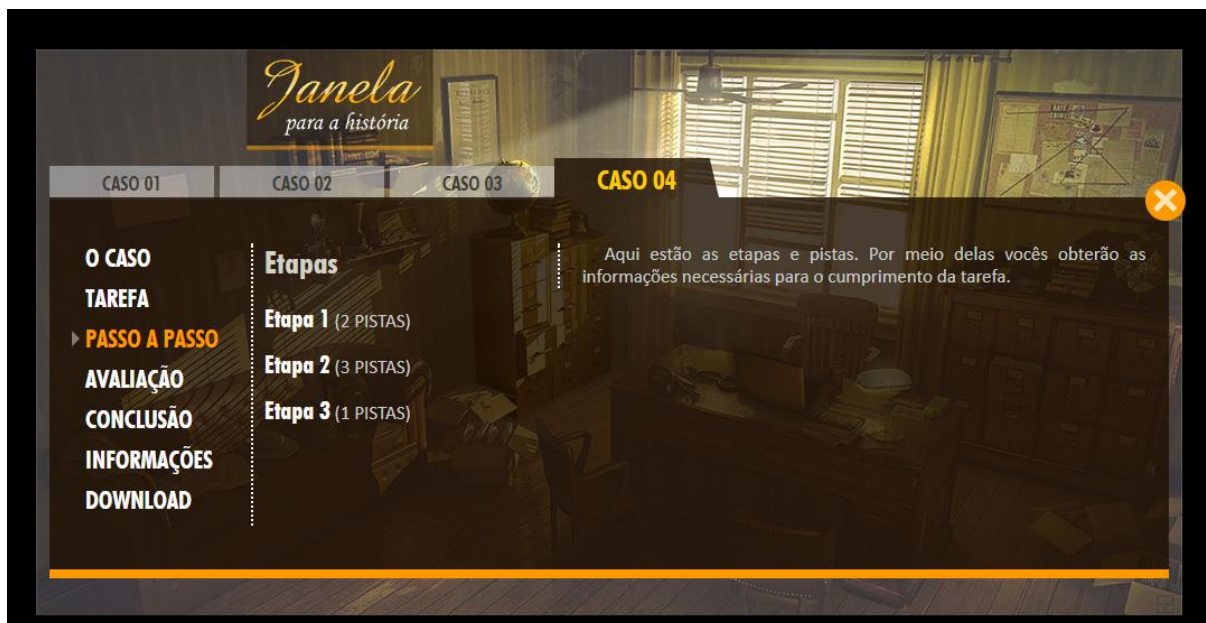 Janela
para a história
CASO 01
CASO 02
CASO 03
CASO 04
O CASO
TAREFA
PASSO A PASSO
AVALIAÇÃO
CONCLUSÃO
INFORMAÇÕES
DOWNLOAD
Etapas
Etapa 1 (2 PISTAS)
Etapa 2 (3 PISTAS)
Etapa 3 (1 PISTAS)
Aqui estão as etapas e pistas. Por meio delas vocês obterão as
informações necessárias para o cumprimento da tarefa.